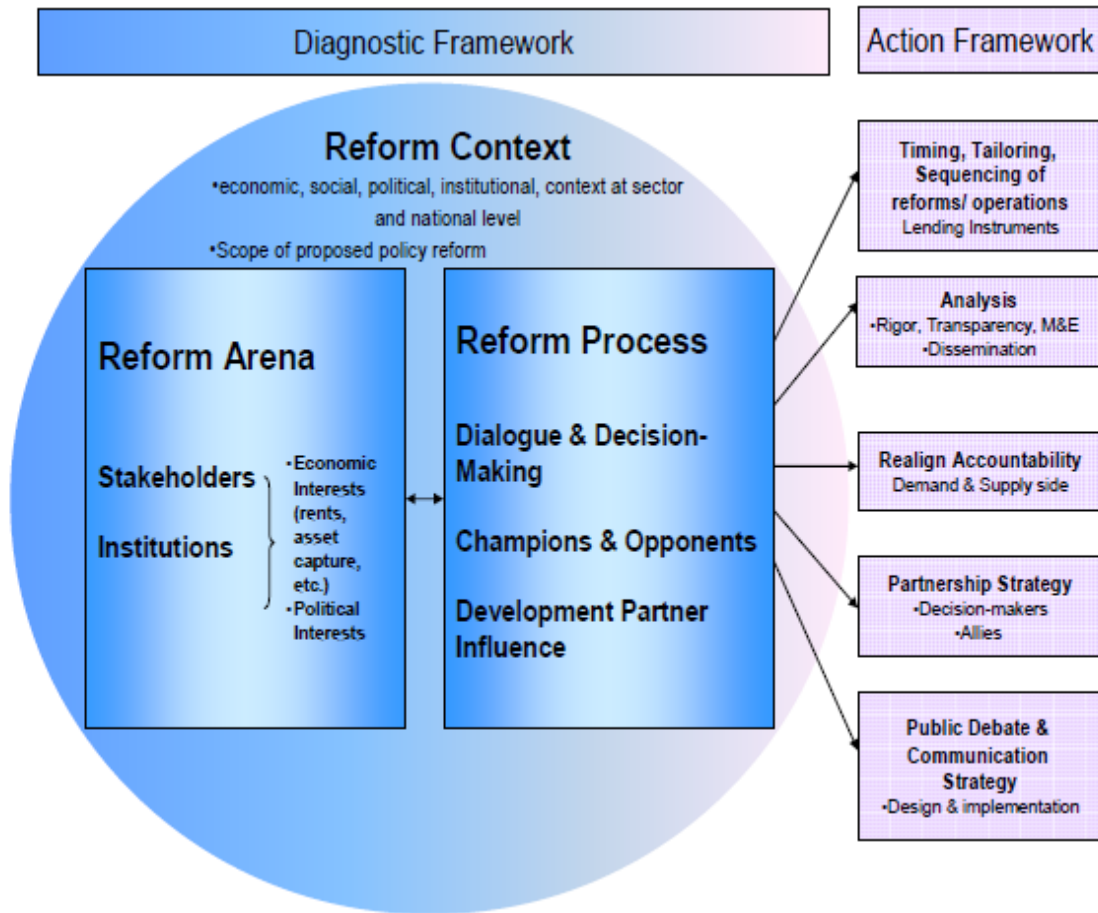 Diagnostic Framework
Action Framework
Reform Context
•economic, social, political, institutional, context at sector
and national level
•Scope of proposed policy reform
Reform Arena
Stakeholders
Institutions
•Economic
Interests
(rents,
asset
capture,
etc.)
•Political
Interests
Reform Process
Dialogue & Decision-
Making
Champions & Opponents
Development Partner
Influence
Timing, Tailoring,
Sequencing of
reforms/ operations
Lending Instruments
Analysis
•Rigor, Transparency, M&E
•Dissemination
Realign Accountability
Demand & Supply side
Partnership Strategy
•Decision-makers
•Allies
Public Debate &
Communication
Strategy
•Design & implementation